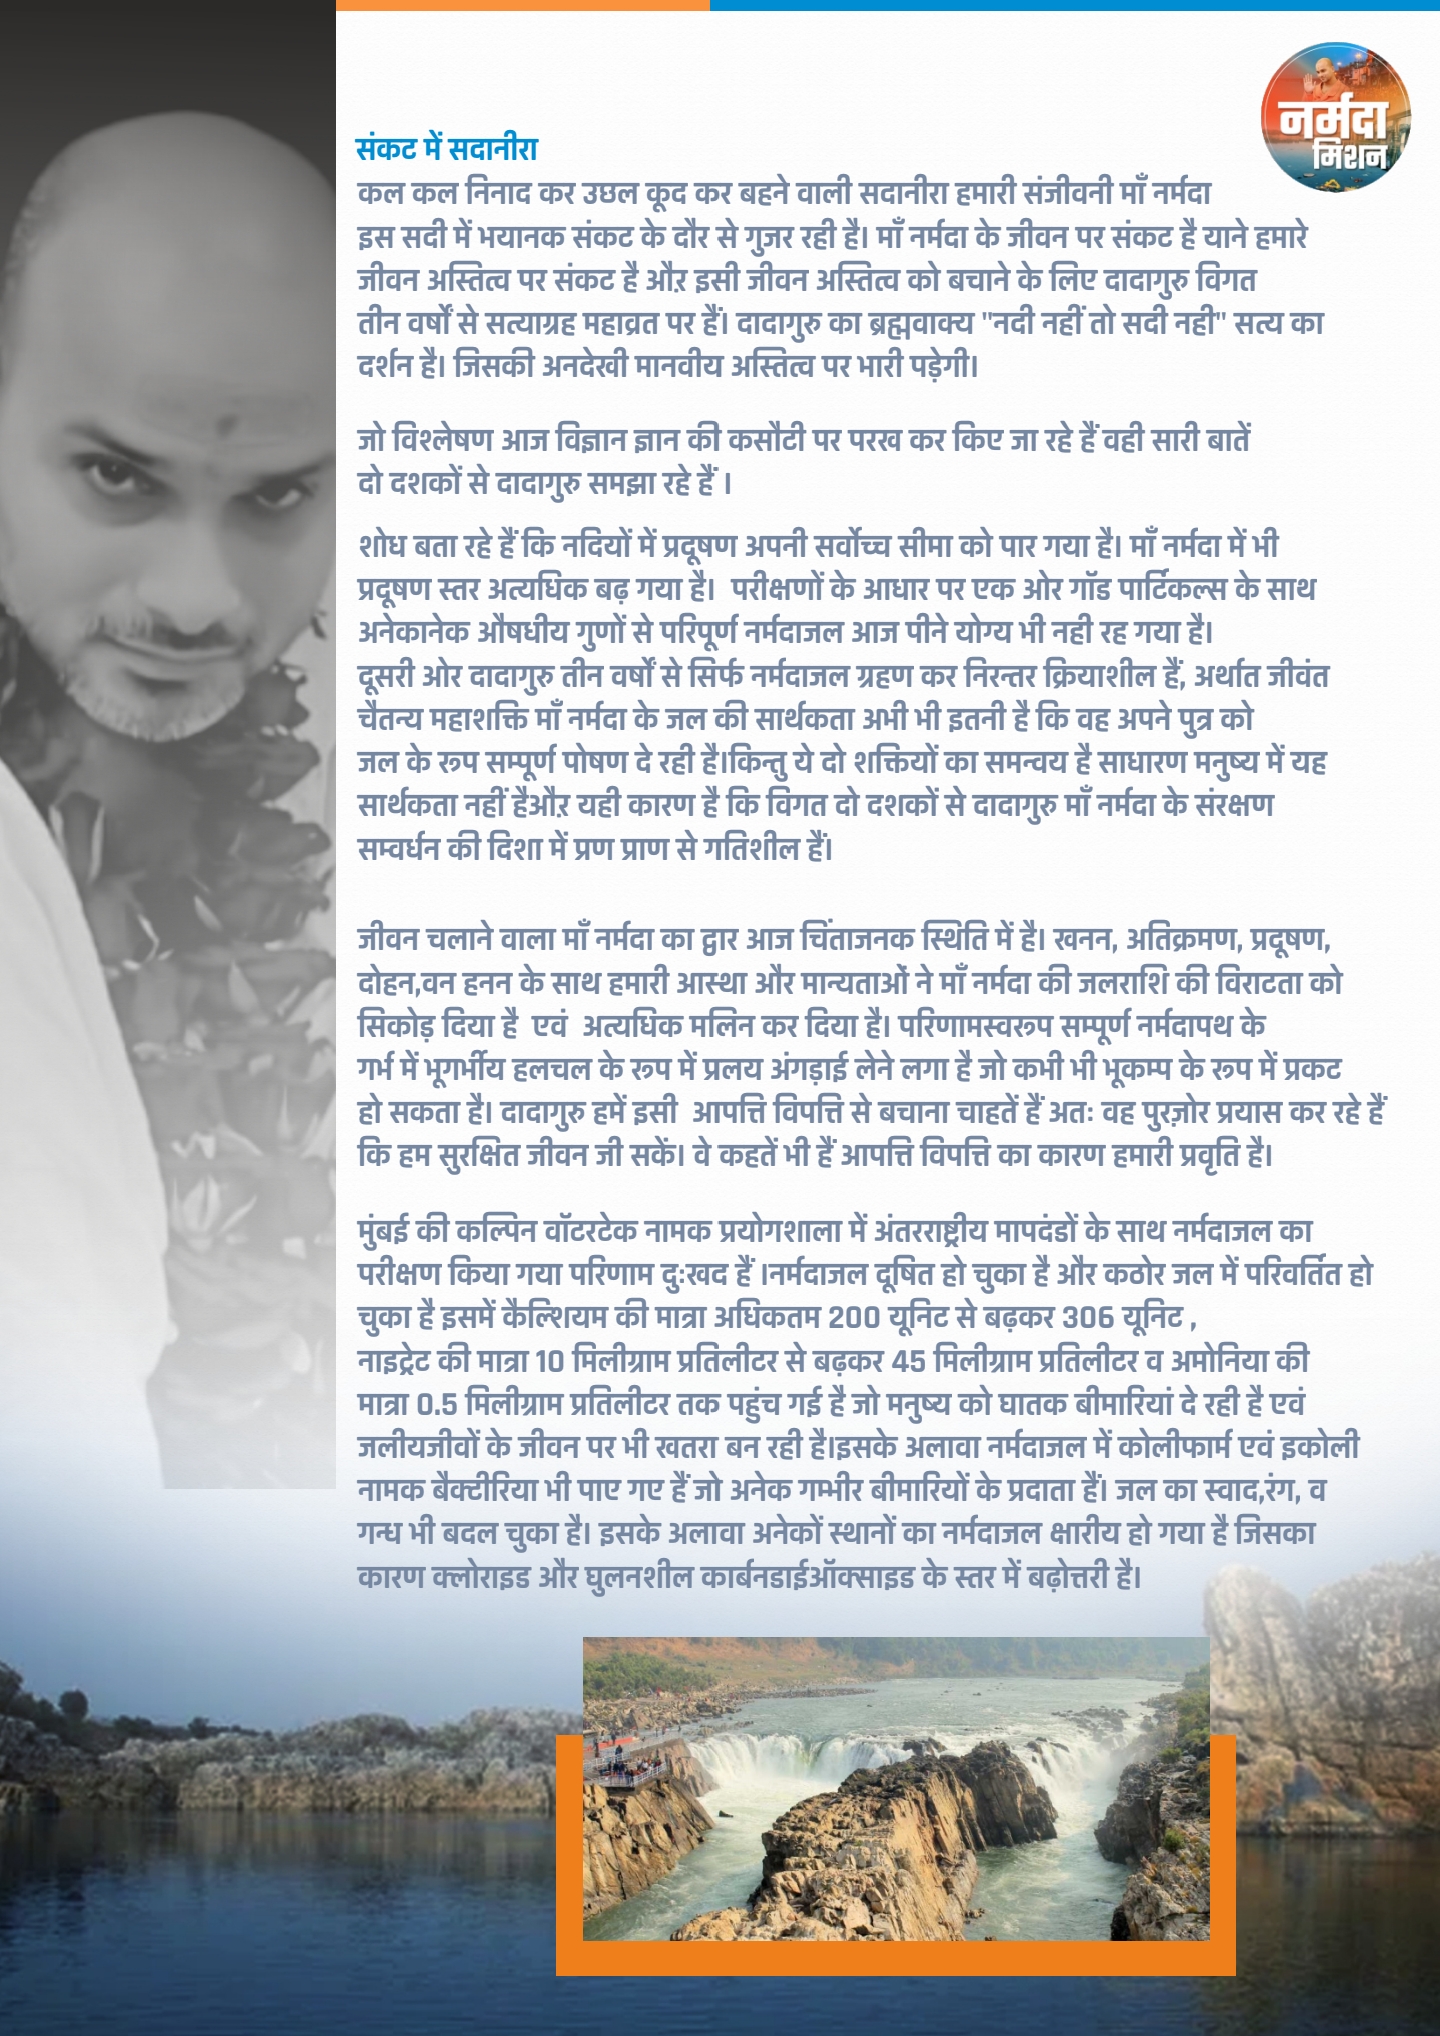 नर्मदा
मिशन
संकट में सदानीरा
कल कल निनाद कर उछल कूद कर बहने वाली सदानीरा हमारी संजीवनी माँ नर्मदा
इस सदी में भयानक संकट के दौर से गुजर रही है। माँ नर्मदा के जीवन पर संकट है याने हमारे
जीवन अस्तित्व पर संकट है औऱ इसी जीवन अस्तित्व को बचाने के लिए दादागुरु विगत
तीन वर्षों से सत्याग्रह महाव्रत पर हैं। दादागुरु का ब्रह्मवाक्य "नदी नहीं तो सदी नही" सत्य का
दर्शन है। जिसकी अनदेखी मानवीय अस्तित्व पर भारी पड़ेगी।
जो विश्लेषण आज विज्ञान ज्ञान की कसौटी पर परख कर किए जा रहे हैं वही सारी बातें
दो दशकों से दादागुरु समझा रहे हैं ।
शोध बता रहे हैं कि नदियों में प्रदूषण अपनी सर्वोच्च सीमा को पार गया है। माँ नर्मदा में भी
प्रदूषण स्तर अत्यधिक बढ़ गया है।  परीक्षणों के आधार पर एक ओर गॉड पार्टिकल्स के साथ
अनेकानेक औषधीय गुणों से परिपूर्ण नर्मदाजल आज पीने योग्य भी नही रह गया है।
दूसरी ओर दादागुरु तीन वर्षों से सिर्फ नर्मदाजल ग्रहण कर निरन्तर क्रियाशील हैं, अर्थात जीवंत
चैतन्य महाशक्ति माँ नर्मदा के जल की सार्थकता अभी भी इतनी है कि वह अपने पुत्र को
जल के रूप सम्पूर्ण पोषण दे रही है।किन्तु ये दो शक्तियों का समन्वय है साधारण मनुष्य में यह
सार्थकता नहीं हैऔऱ यही कारण है कि विगत दो दशकों से दादागुरु माँ नर्मदा के संरक्षण
सम्वर्धन की दिशा में प्रण प्राण से गतिशील हैं।
जीवन चलाने वाला माँ नर्मदा का द्वार आज चिंताजनक स्थिति में है। खनन, अतिक्रमण, प्रदूषण,
दोहन,वन हनन के साथ हमारी आस्था और मान्यताओं ने माँ नर्मदा की जलराशि की विराटता को
सिकोड़ दिया है  एवं  अत्यधिक मलिन कर दिया है। परिणामस्वरूप सम्पूर्ण नर्मदापथ के
गर्भ में भूगर्भीय हलचल के रूप में प्रलय अंगड़ाई लेने लगा है जो कभी भी भूकम्प के रूप में प्रकट
हो सकता है। दादागुरु हमें इसी  आपत्ति विपत्ति से बचाना चाहतें हैं अतः वह पुरज़ोर प्रयास कर रहे हैं
कि हम सुरक्षित जीवन जी सकें। वे कहतें भी हैं आपत्ति विपत्ति का कारण हमारी प्रवृति है।
मुंबई की कल्पिन वॉटरटेक नामक प्रयोगशाला में अंतरराष्ट्रीय मापदंडों के साथ नर्मदाजल का
परीक्षण किया गया परिणाम दुःखद हैं ।नर्मदाजल दूषित हो चुका है और कठोर जल में परिवर्तित हो
चुका है इसमें कैल्शियम की मात्रा अधिकतम 200 यूनिट से बढ़कर 306 यूनिट ,
नाइट्रेट की मात्रा 10 मिलीग्राम प्रतिलीटर से बढ़कर 45 मिलीग्राम प्रतिलीटर व अमोनिया की
मात्रा 0.5 मिलीग्राम प्रतिलीटर तक पहुंच गई है जो मनुष्य को घातक बीमारियां दे रही है एवं
जलीयजीवों के जीवन पर भी खतरा बन रही है।इसके अलावा नर्मदाजल में कोलीफार्म एवं इकोली
नामक बैक्टीरिया भी पाए गए हैं जो अनेक गम्भीर बीमारियों के प्रदाता हैं। जल का स्वाद,रंग, व
गन्ध भी बदल चुका है। इसके अलावा अनेकों स्थानों का नर्मदाजल क्षारीय हो गया है जिसका
कारण क्लोराइड और घुलनशील कार्बनडाईऑक्साइड के स्तर में बढ़ोत्तरी है।